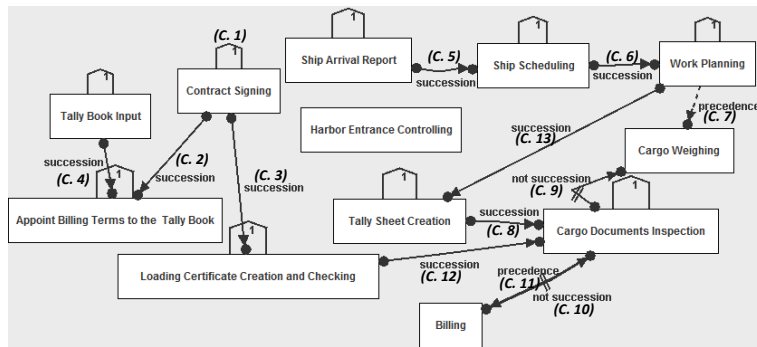 (C. 1)
1
1
1
1
Ship Arrival Report
(C. 5)
succession
Ship Scheduling
(C. 6)
succession
Work Planning
Contract Signing
1
Tally Book Input
Harbor Entrance Controlling
succession
(C. 13)
precedence
(C. 7)
succession
(C. 4)
(C. 2)
succession
(C. 3)
succession
1
Cargo Weighing
not succession
(C. 9)
1
1
1
Appoint Billing Terms to the Tally Book
Tally Sheet Creation
succession
(C. 8)
Cargo Documents Inspection
1
Loading Certificate Creation and Checking
succession
(C. 12)
precedence
(C. 11)
not succession
(C. 10)
Billing